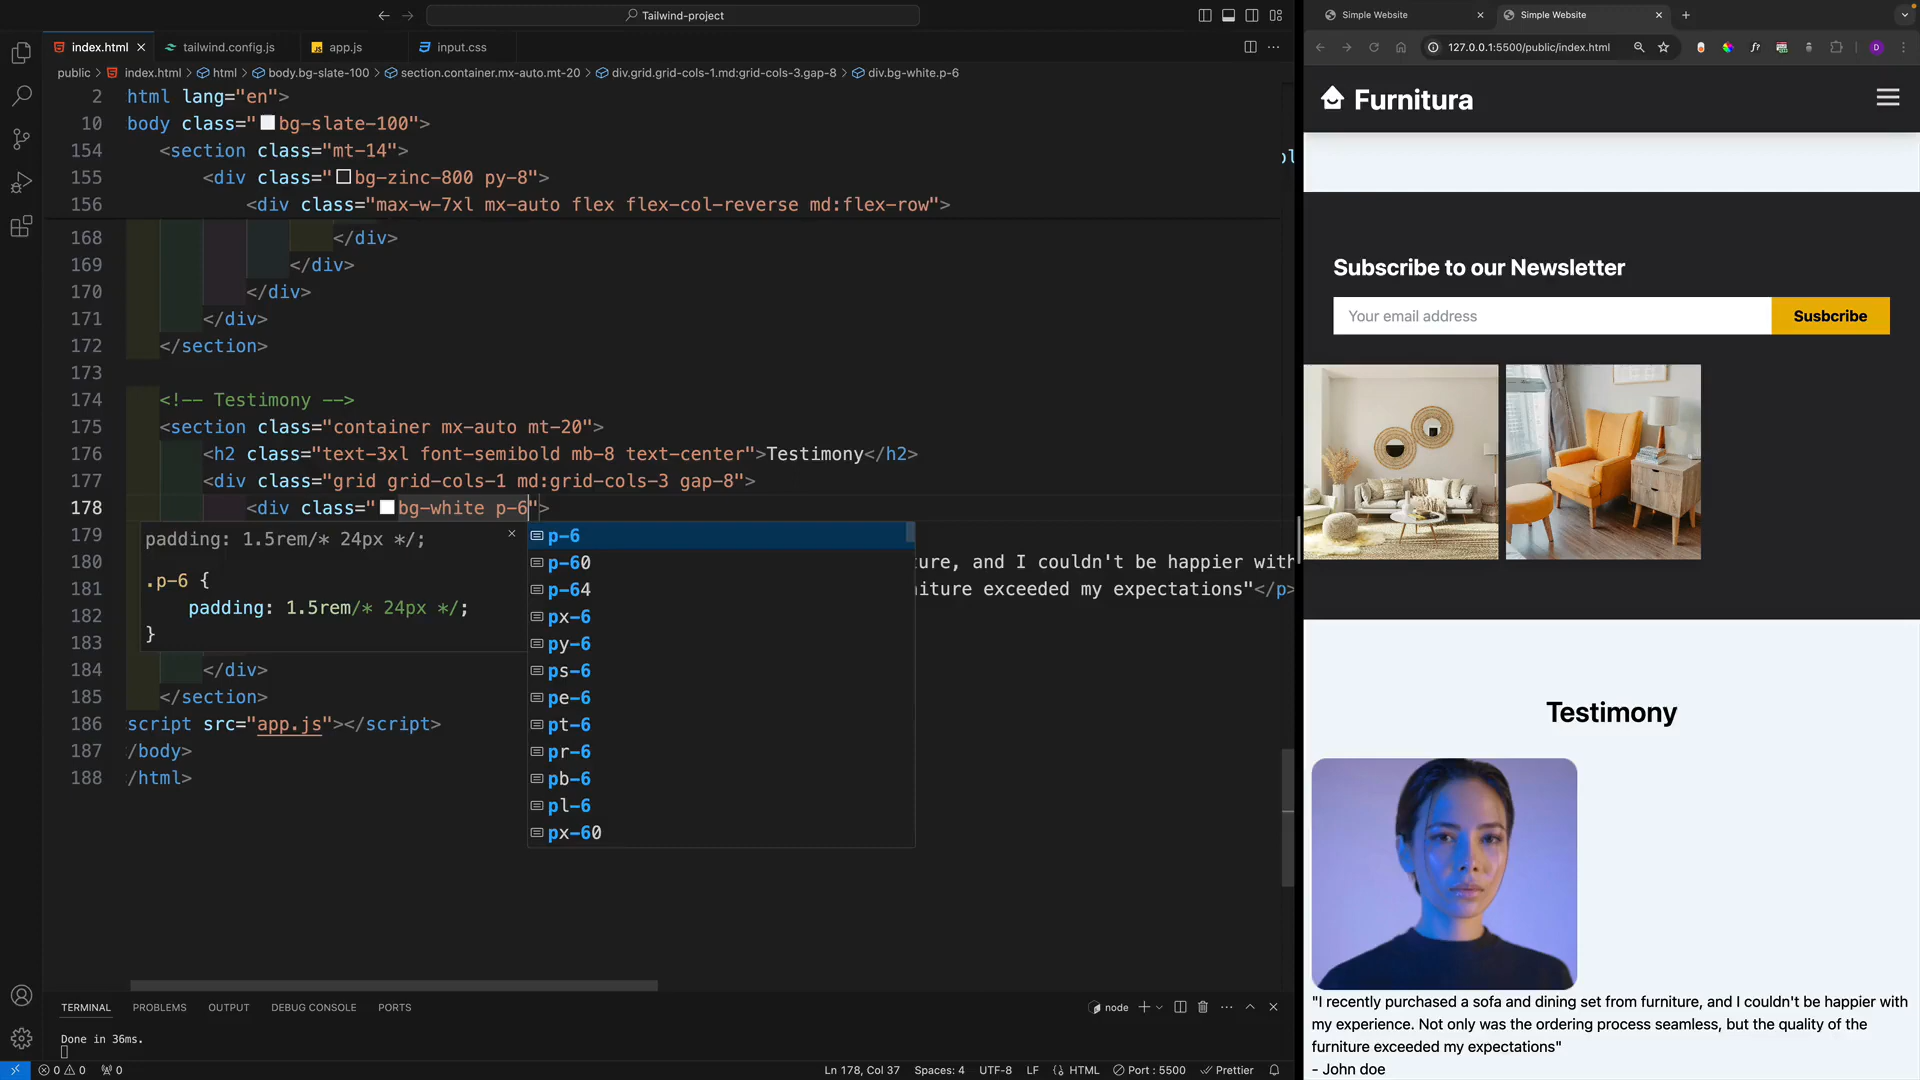 Tailwind-project
index.html
tailwind.config.js
app.js
input.css
public > index.html > html > body.bg-slate-100 > section.container.mx-auto.mt-20 > div.grid.grid-cols-1.md:grid-cols-3.gap-8 > div.bg-white.p-6
2 html lang="en">
10 body class="bg-slate-100">
154 <section class="mt-14">
155 <div class="bg-zinc-800 py-8">
156 <div class="max-w-7xl mx-auto flex flex-col-reverse md:flex-row">
168 </div>
169 </div>
170 </div>
171 </div>
172 </section>
173
174 <!-- Testimony -->
175 <section class="container mx-auto mt-20">
176 <h2 class="text-3xl font-semibold mb-8 text-center">Testimony</h2>
177 <div class="grid grid-cols-1 md:grid-cols-3 gap-8">
178 <div class="bg-white p-6">
179
180 ture, and I couldn't be happier with
181 niture exceeded my expectations"</p>
182
183
184 </div>
185 </section>
186 script src="app.js"></script>
187 /body>
188 /html>
padding: 1.5rem/* 24px */;
.p-6 {
padding: 1.5rem/* 24px */;
}
p-6
p-60
p-64
px-6
py-6
ps-6
pe-6
pt-6
pr-6
pb-6
pl-6
px-60
TERMINAL PROBLEMS OUTPUT DEBUG CONSOLE PORTS
node
Done in 36ms.
0 0 0
Ln 178, Col 37 Spaces: 4 UTF-8 LF HTML Port : 5500 Prettier
Simple Website
Simple Website
127.0.0.1:5500/public/index.html
D
Furnitura
Subscribe to our Newsletter
Your email address
Susbcribe
Testimony
"I recently purchased a sofa and dining set from furniture, and I couldn't be happier with
my experience. Not only was the ordering process seamless, but the quality of the
furniture exceeded my expectations"
- John doe